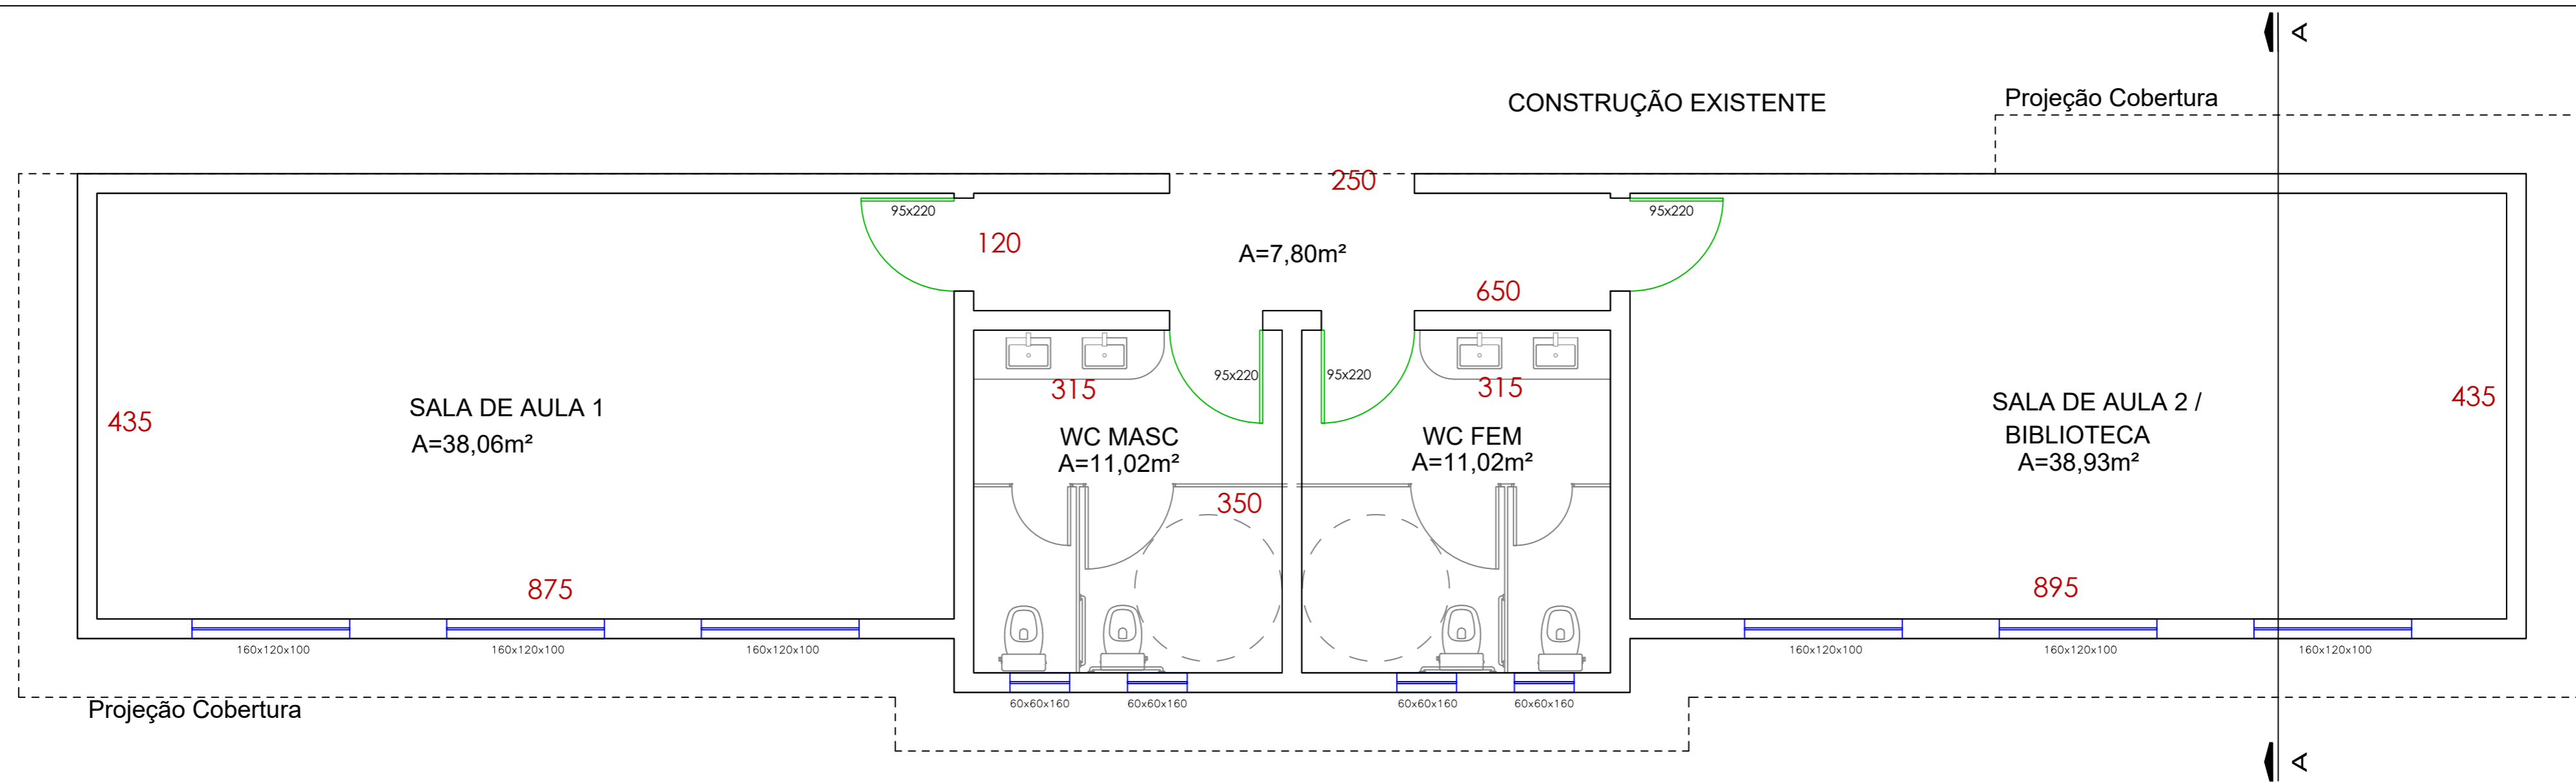 A
CONSTRUÇÃO EXISTENTE
Projeção Cobertura
250
95x220
95x220
120
A=7,80m²
650
95x220
95x220
315
315
435
SALA DE AULA 1
A=38,06m²
WC MASC
A=11,02m²
WC FEM
A=11,02m²
SALA DE AULA 2 /
BIBLIOTECA
A=38,93m²
435
350
875
895
160x120x100
160x120x100
160x120x100
160x120x100
160x120x100
160x120x100
60x60x160
60x60x160
60x60x160
60x60x160
Projeção Cobertura
A